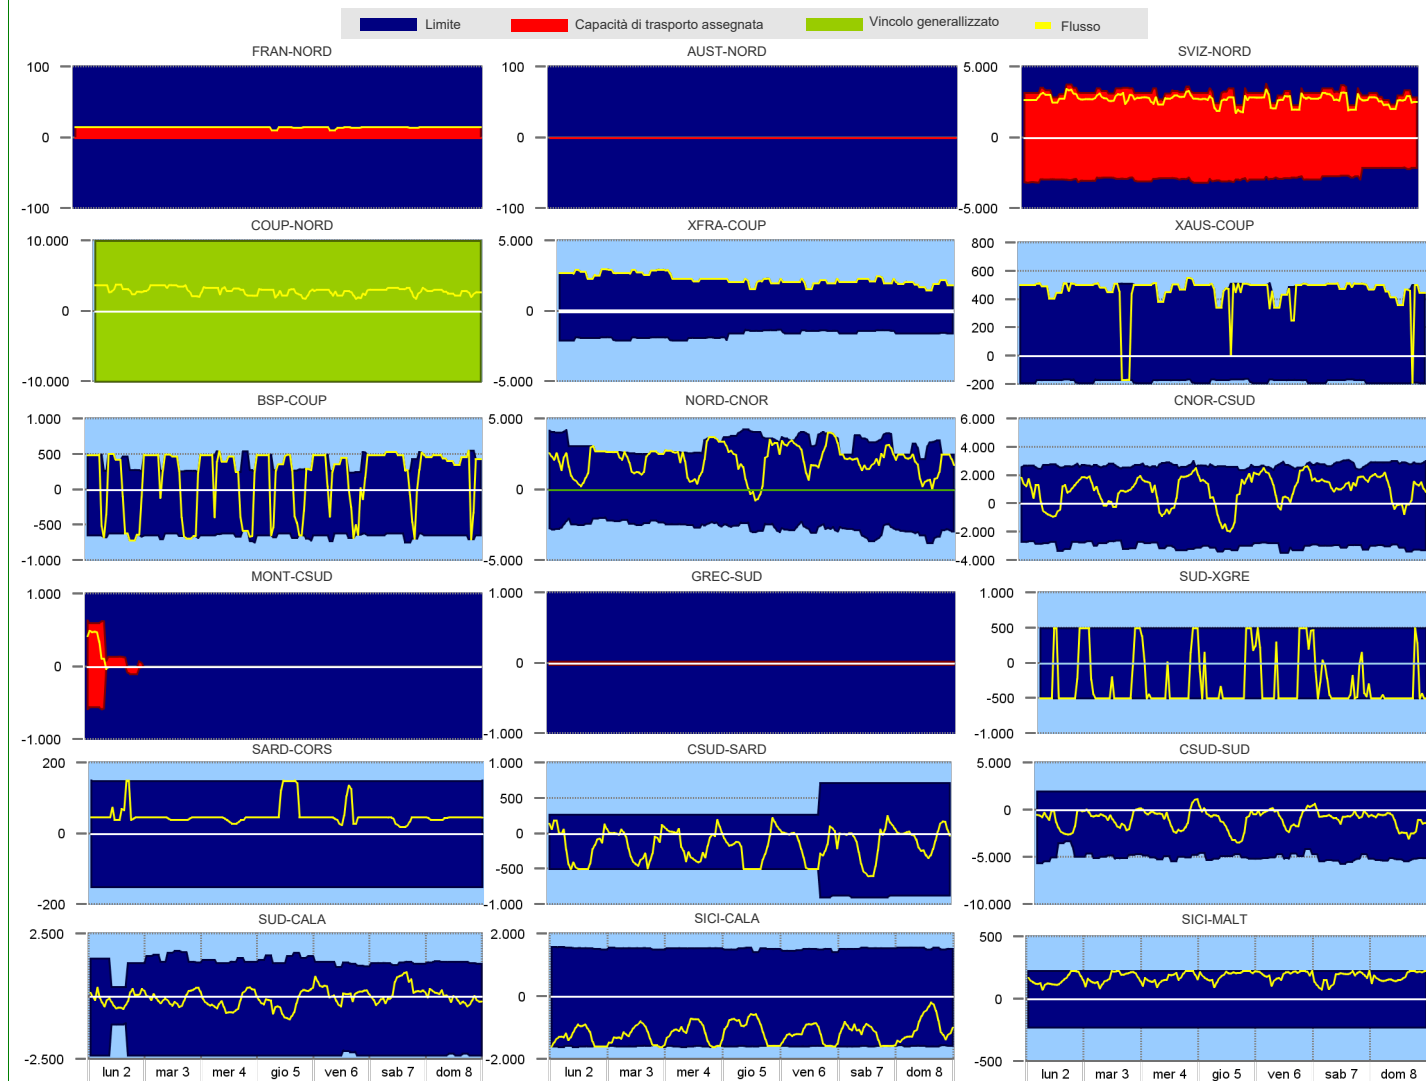 Limite Capacità di trasporto assegnata Vincolo generallizzato Flusso
FRAN-NORD AUST-NORD SVIZ-NORD
100 100 5.000
0 0 0
-100 -100 -5.000
COUP-NORD XFRA-COUP XAUS-COUP
10.000 5.000 800
600
400
0 0 200
0
-10.000 -5.000 -200
BSP-COUP NORD-CNOR CNOR-CSUD
1.000 5.000 6.000
500 4.000
2.000
0 0 0
-500 -2.000
-1.000 -5.000 -4.000
MONT-CSUD GREC-SUD SUD-XGRE
1.000 1.000 1.000
500
0 0 0
-500
-1.000 -1.000 -1.000
SARD-CORS CSUD-SARD CSUD-SUD
200 1.000 5.000
500 0
0 0
-500 -5.000
-200 -1.000 -10.000
SUD-CALA SICI-CALA SICI-MALT
2.500 2.000 500
0 0 0
-2.500 -2.000 -500
lun 2 mar 3 mer 4 gio 5 ven 6 sab 7 dom 8 lun 2 mar 3 mer 4 gio 5 ven 6 sab 7 dom 8 lun 2 mar 3 mer 4 gio 5 ven 6 sab 7 dom 8